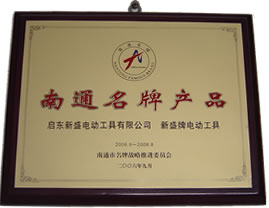 南通名牌产品
启东新盛电动工具有限公司 新盛牌电动工具
2006.9—2009.8
南通市名牌战略推进委员会
二〇〇六年九月